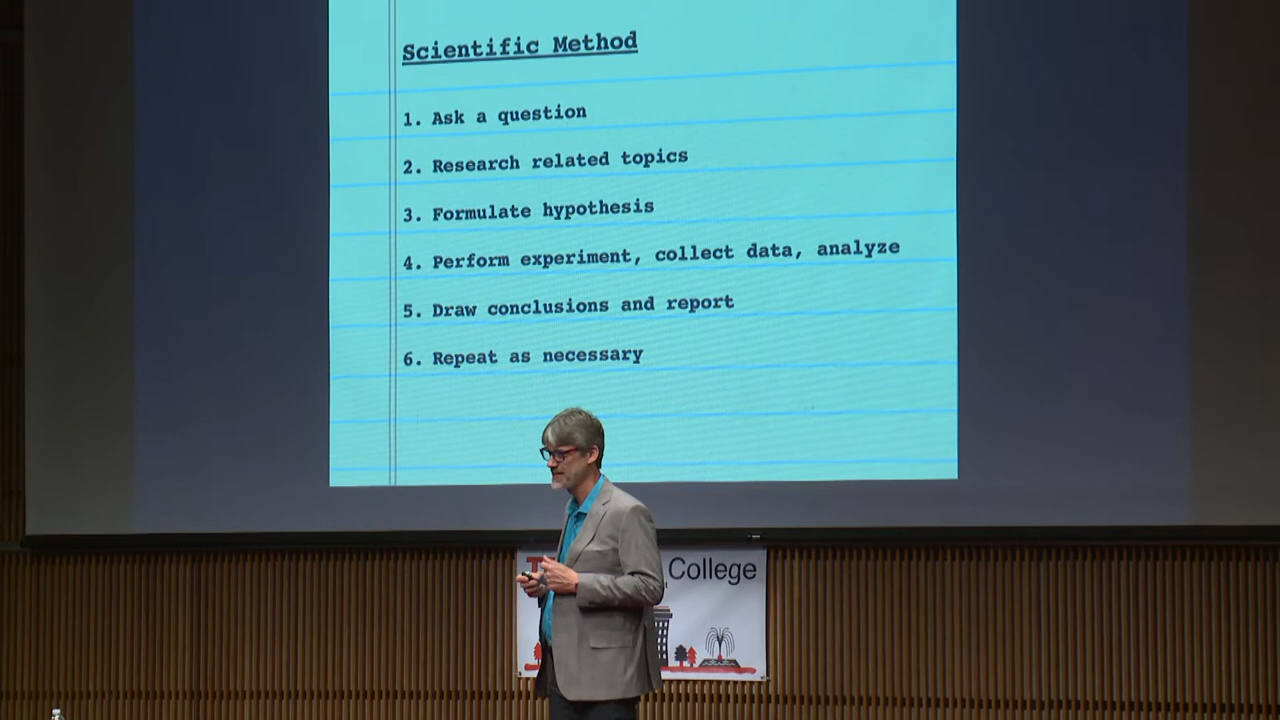 Scientific Method
1. Ask a question
2. Research related topics
3. Formulate hypothesis
4. Perform experiment, collect data, analyze
5. Draw conclusions and report
6. Repeat as necessary
College